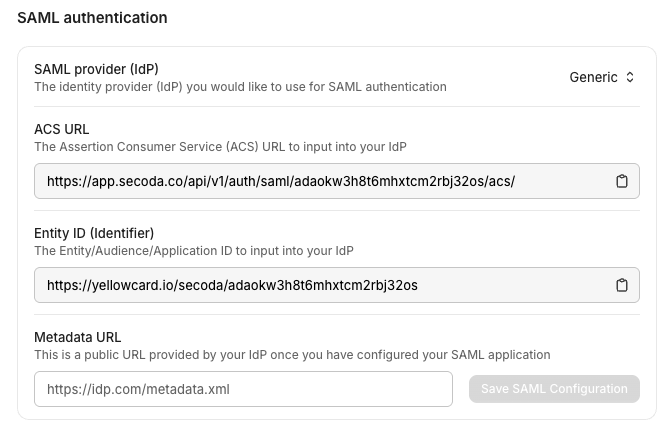 SAML authentication
SAML provider (IdP)
The identity provider (IdP) you would like to use for SAML authentication
Generic
ACS URL
The Assertion Consumer Service (ACS) URL to input into your IdP
https://app.secoda.co/api/v1/auth/saml/adaokw3h8t6mhxtcm2rbj32os/acs/
Entity ID (Identifier)
The Entity/Audience/Application ID to input into your IdP
https://yellowcard.io/secoda/adaokw3h8t6mhxtcm2rbj32os
Metadata URL
This is a public URL provided by your IdP once you have configured your SAML application
https://idp.com/metadata.xml
Save SAML Configuration